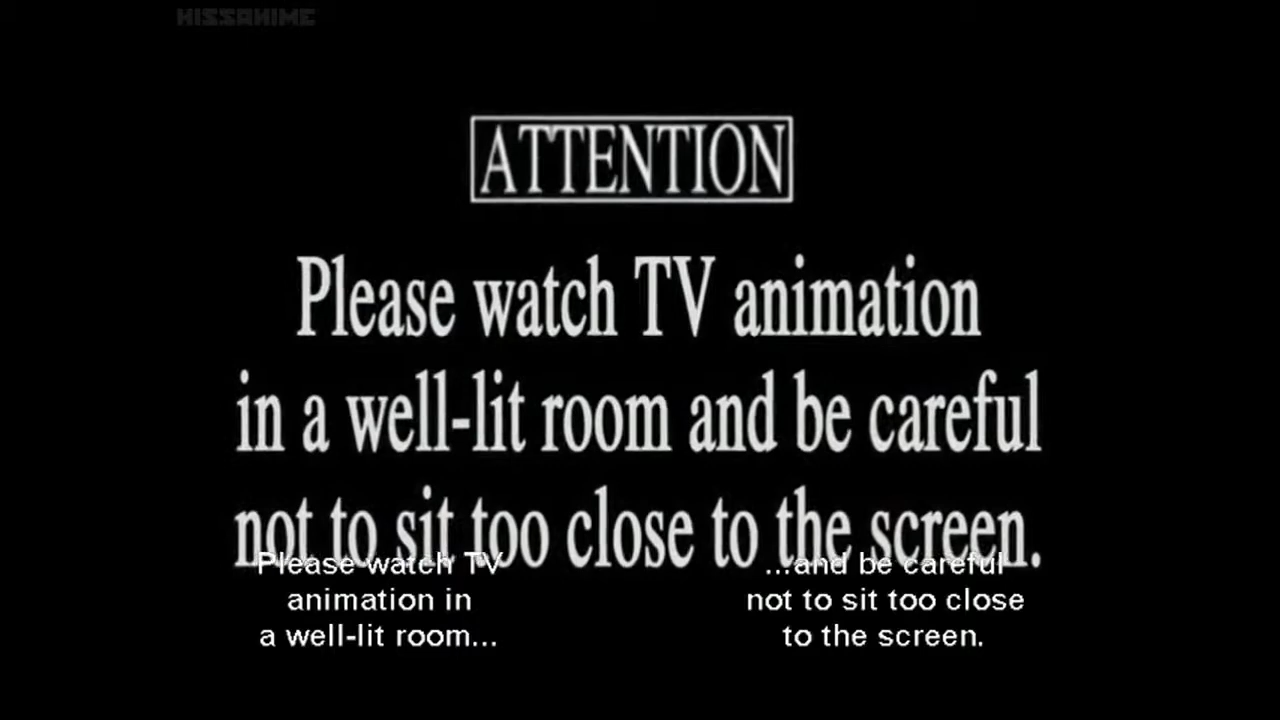 KISSANIME
ATTENTION
Please watch TV animation
in a well-lit room and be careful
not to sit too close to the screen.
Please watch TV
animation in
a well-lit room...
...and be careful
not to sit too close
to the screen.